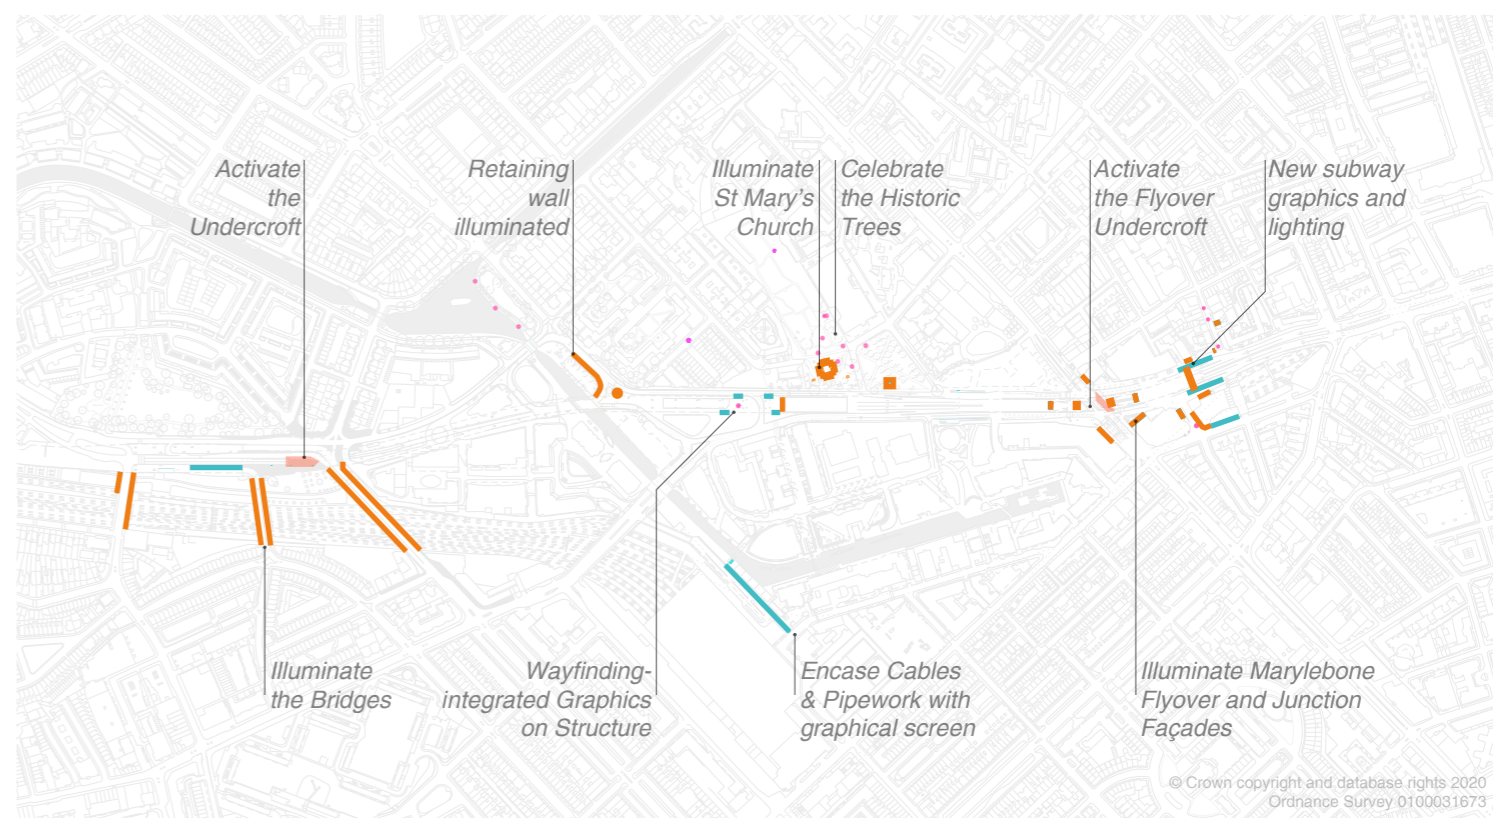 Activate
the
Undercroft
Retaining
wall
illuminated
Illuminate
St Mary's
Church
Celebrate
the Historic
Trees
Activate
the Flyover
Undercroft
New subway
graphics and
lighting
Illuminate
the Bridges
Wayfinding-
integrated Graphics
on Structure
Encase Cables
& Pipework with
graphical screen
Illuminate Marylebone
Flyover and Junction
Façades
© Crown copyright and database rights 2020
Ordnance Survey 0100031673